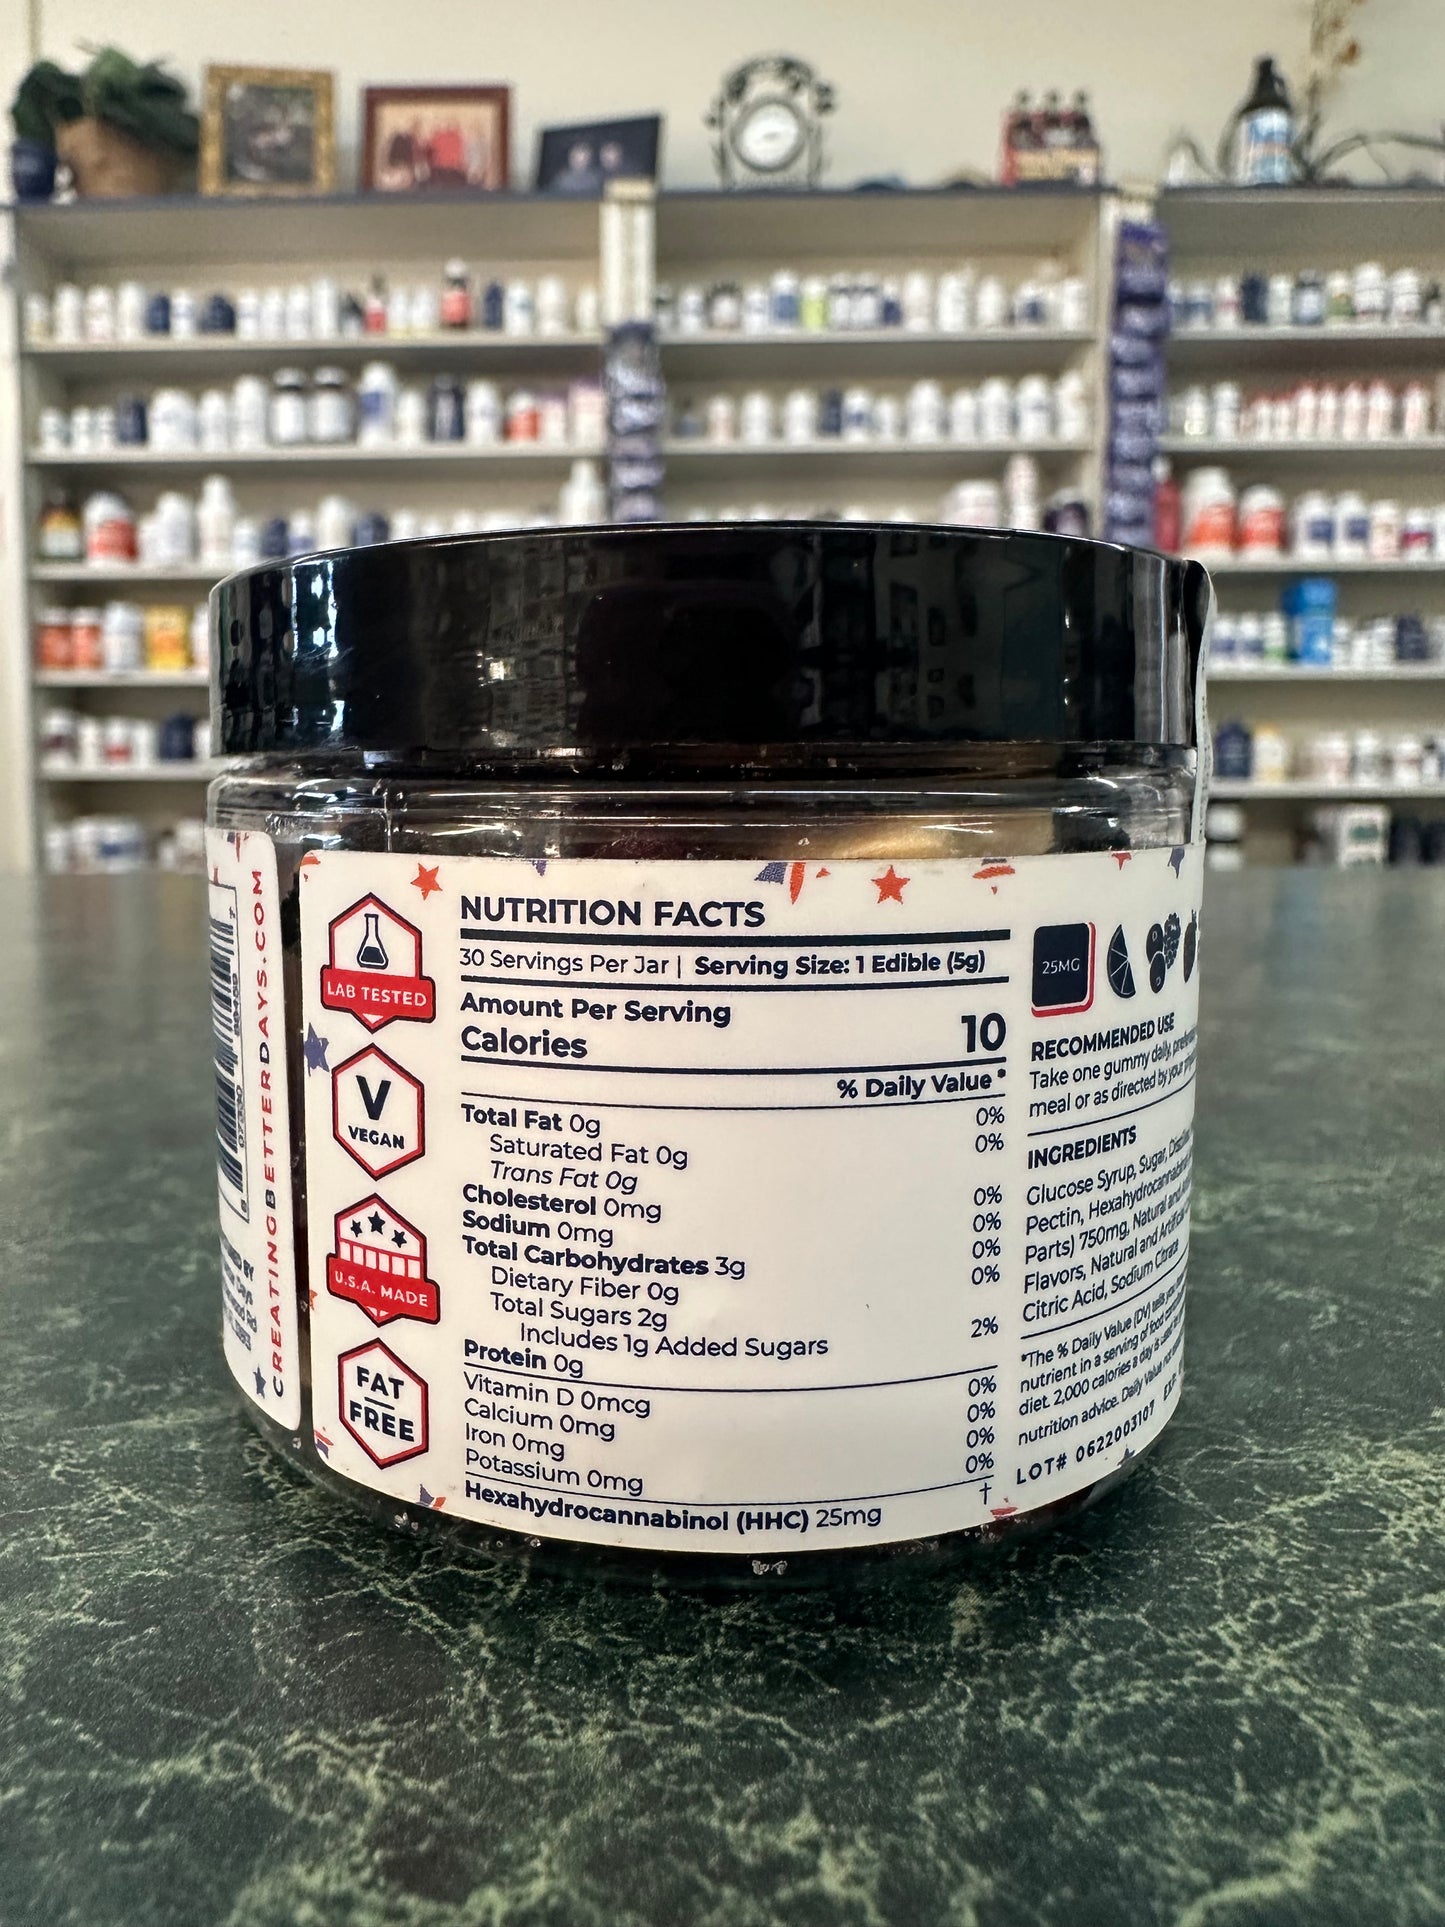 CREATINGBETTERDAYS.COM
LAB TESTED
V
VEGAN
U.S.A. MADE
FAT
FREE
NUTRITION FACTS
30 Servings Per Jar | Serving Size: 1 Edible (5g)
Amount Per Serving
Calories 10
% Daily Value *
Total Fat 0g 0%
Saturated Fat 0g 0%
Trans Fat 0g
Cholesterol 0mg 0%
Sodium 0mg 0%
Total Carbohydrates 3g 0%
Dietary Fiber 0g 0%
Total Sugars 2g
Includes 1g Added Sugars 2%
Protein 0g
Vitamin D 0mcg 0%
Calcium 0mg 0%
Iron 0mg 0%
Potassium 0mg 0%
Hexahydrocannabinol (HHC) 25mg †
25MG
RECOMMENDED USE
Take one gummy daily,
meal or as directed by your
INGREDIENTS
Glucose Syrup, Sugar,
Pectin, Hexahydrocannabinol
Parts) 750mg, Natural and
Flavors, Natural and Artificial
Citric Acid, Sodium Citrate
*The % Daily Value (DV) tells you
nutrient in a serving of food
diet. 2,000 calories a day is
nutrition advice. Daily Value not
LOT# 0622003107 EXP.